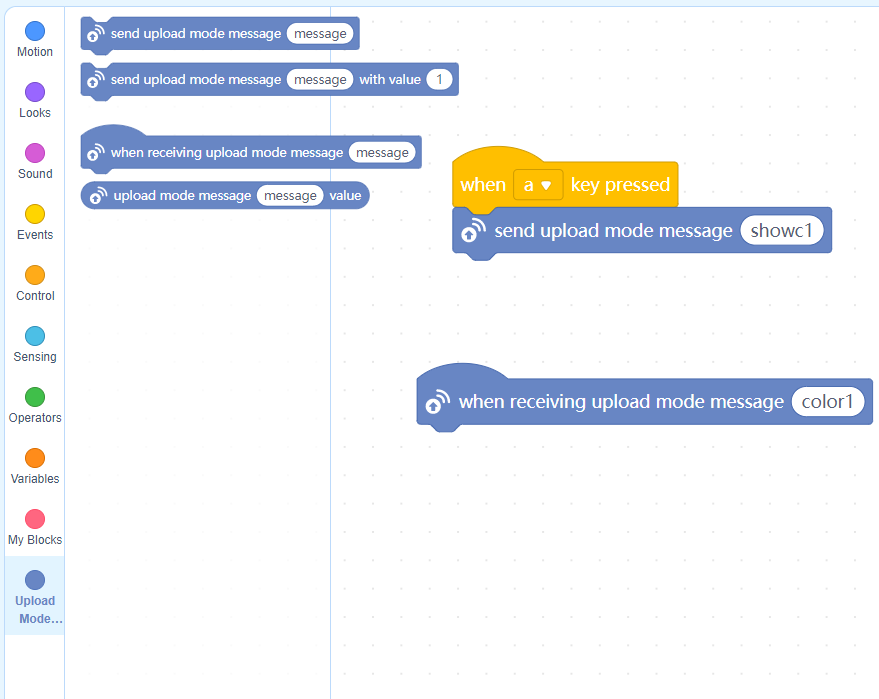 Motion
Looks
Sound
Events
Control
Sensing
Operators
Variables
My Blocks
Upload
Mode...
send upload mode message message
send upload mode message message with value 1
when receiving upload mode message message
upload mode message message value
when a key pressed
send upload mode message showc1
when receiving upload mode message color1